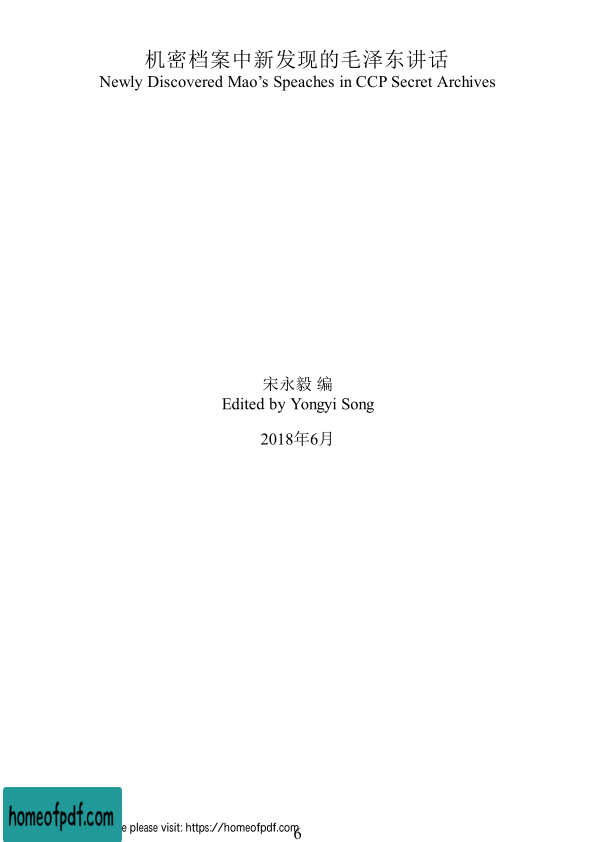 机密档案中新发现的毛泽东讲话
Newly Discovered Mao’s Speaches in CCP Secret Archives
宋永毅 编
Edited by Yongyi Song
2018年6月
homeofpdf.com
please visit: https://homeofpdf.com
6